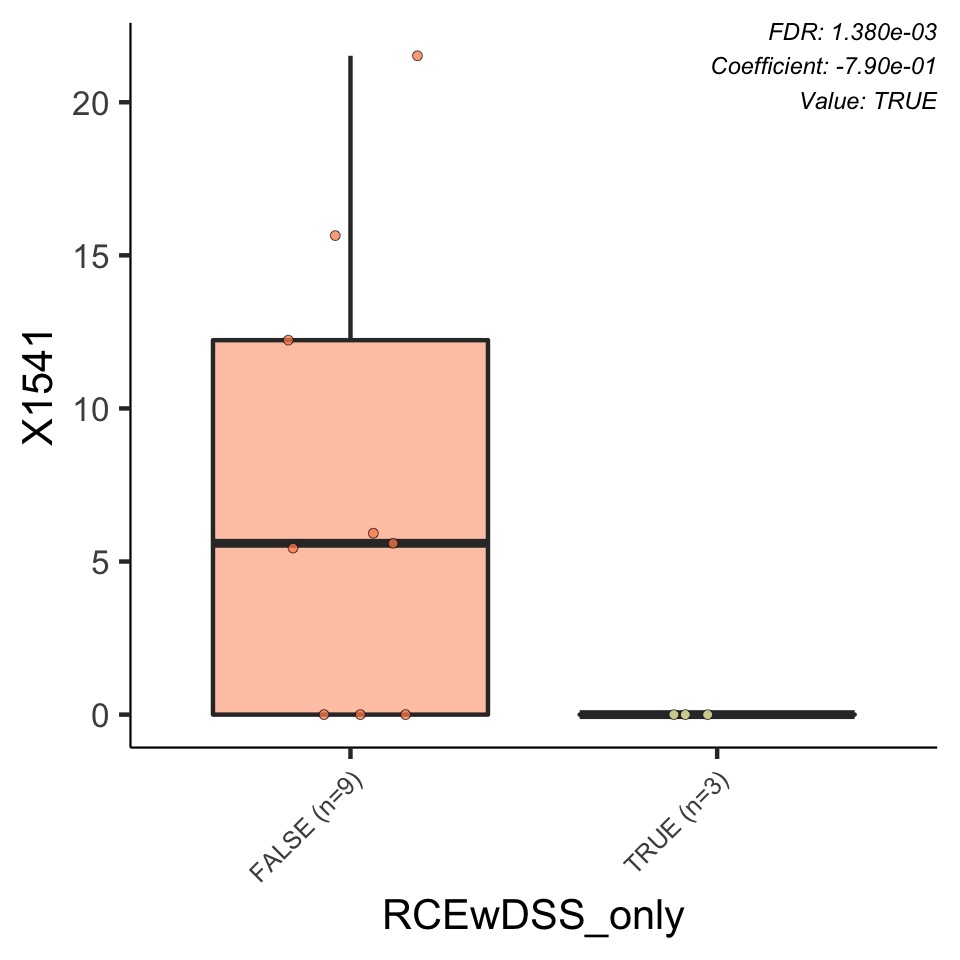 FDR: 1.380e-03
Coefficient: -7.90e-01
Value: TRUE
X1541
20
15
10
5
0
FALSE (n=9)
TRUE (n=3)
RCEwDSS_only